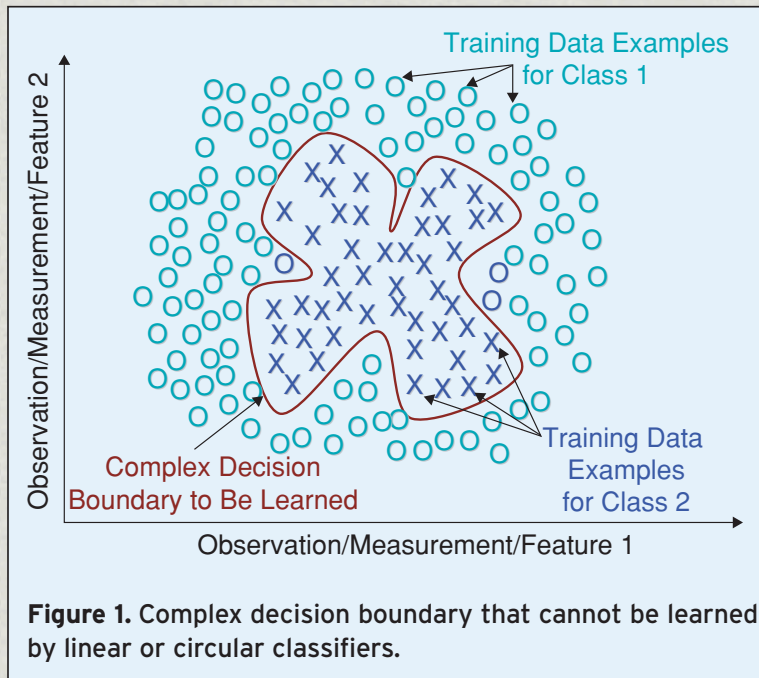 Training Data Examples
for Class 1
Observation/Measurement/Feature 2
Complex Decision
Boundary to Be Learned
Training Data
Examples
for Class 2
Observation/Measurement/Feature 1
Figure 1. Complex decision boundary that cannot be learned
by linear or circular classifiers.